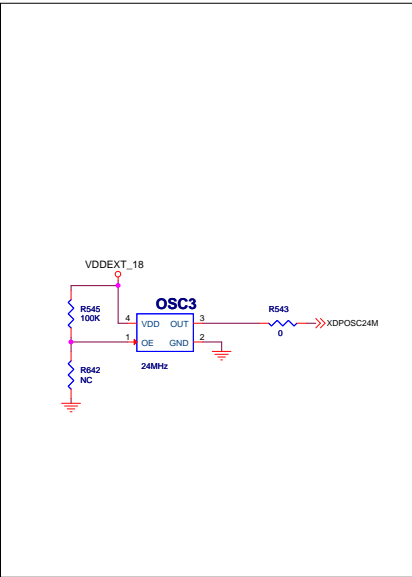 VDDEXT_18
OSC3
R545
100K
4
VDD
OUT
3
1
OE
GND
2
24MHz
R543
0
XDPOSC24M
R642
NC